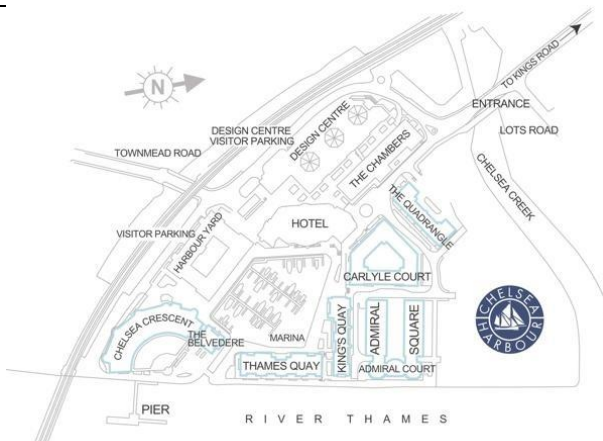 N
TO KINGS ROAD
ENTRANCE
LOTS ROAD
DESIGN CENTRE
VISITOR PARKING
DESIGN CENTRE
THE CHAMBERS
TOWNMEAD ROAD
CHELSEA CREEK
THE QUADRANGLE
HOTEL
VISITOR PARKING
HARBOUR YARD
CARLYLE COURT
CHELSEA
HARBOUR
CHELSEA CRESCENT
THE
BELVEDERE
MARINA
KING'S QUAY
ADMIRAL
SQUARE
THAMES QUAY
ADMIRAL COURT
PIER
RIVER THAMES